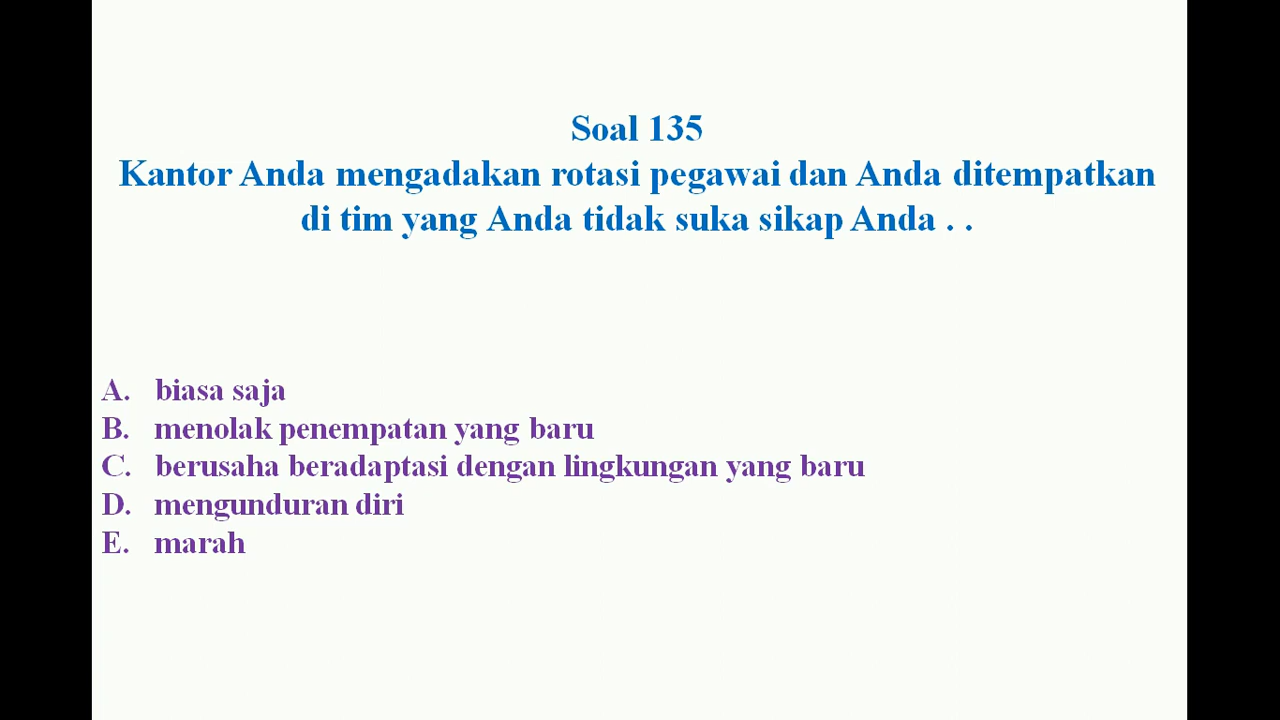 Soal 135
Kantor Anda mengadakan rotasi pegawai dan Anda ditempatkan
di tim yang Anda tidak suka sikap Anda . .
A. biasa saja
B. menolak penempatan yang baru
C. berusaha beradaptasi dengan lingkungan yang baru
D. mengunduran diri
E. marah